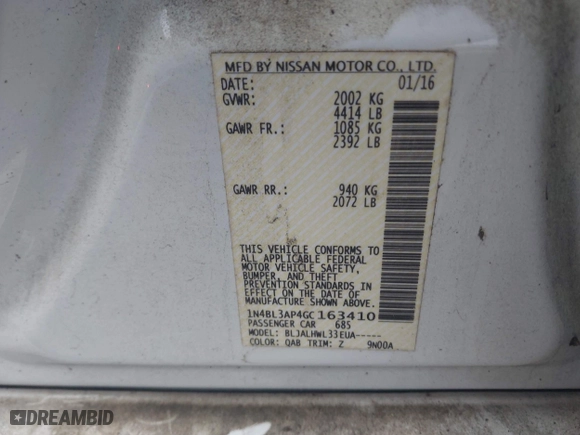 MFD BY NISSAN MOTOR CO., LTD.
DATE: 01/16
GVWR: 2002 KG
4414 LB
GAWR FR.: 1085 KG
2392 LB
GAWR RR.: 940 KG
2072 LB
THIS VEHICLE CONFORMS TO
ALL APPLICABLE FEDERAL
MOTOR VEHICLE SAFETY,
BUMPER, AND THEFT
PREVENTION STANDARDS IN
EFFECT ON THE DATE OF
MANUFACTURE SHOWN ABOVE.
1N4BL3AP4GC163410
PASSENGER CAR 685
MODEL: BLJALHWL33EUA-----
COLOR: QAB TRIM: Z 9N00A
DREAMBID